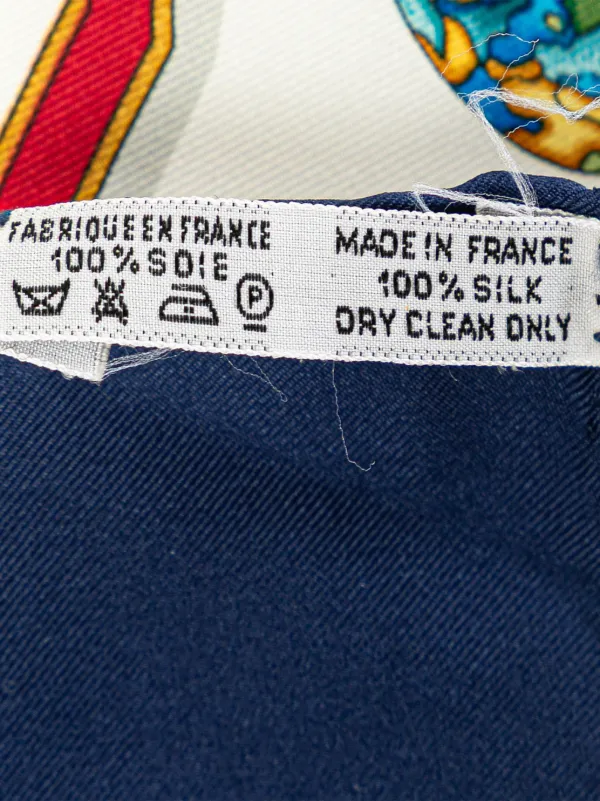 FABRIQUE EN FRANCE
100% SOIE
P
MADE IN FRANCE
100% SILK
DRY CLEAN ONLY